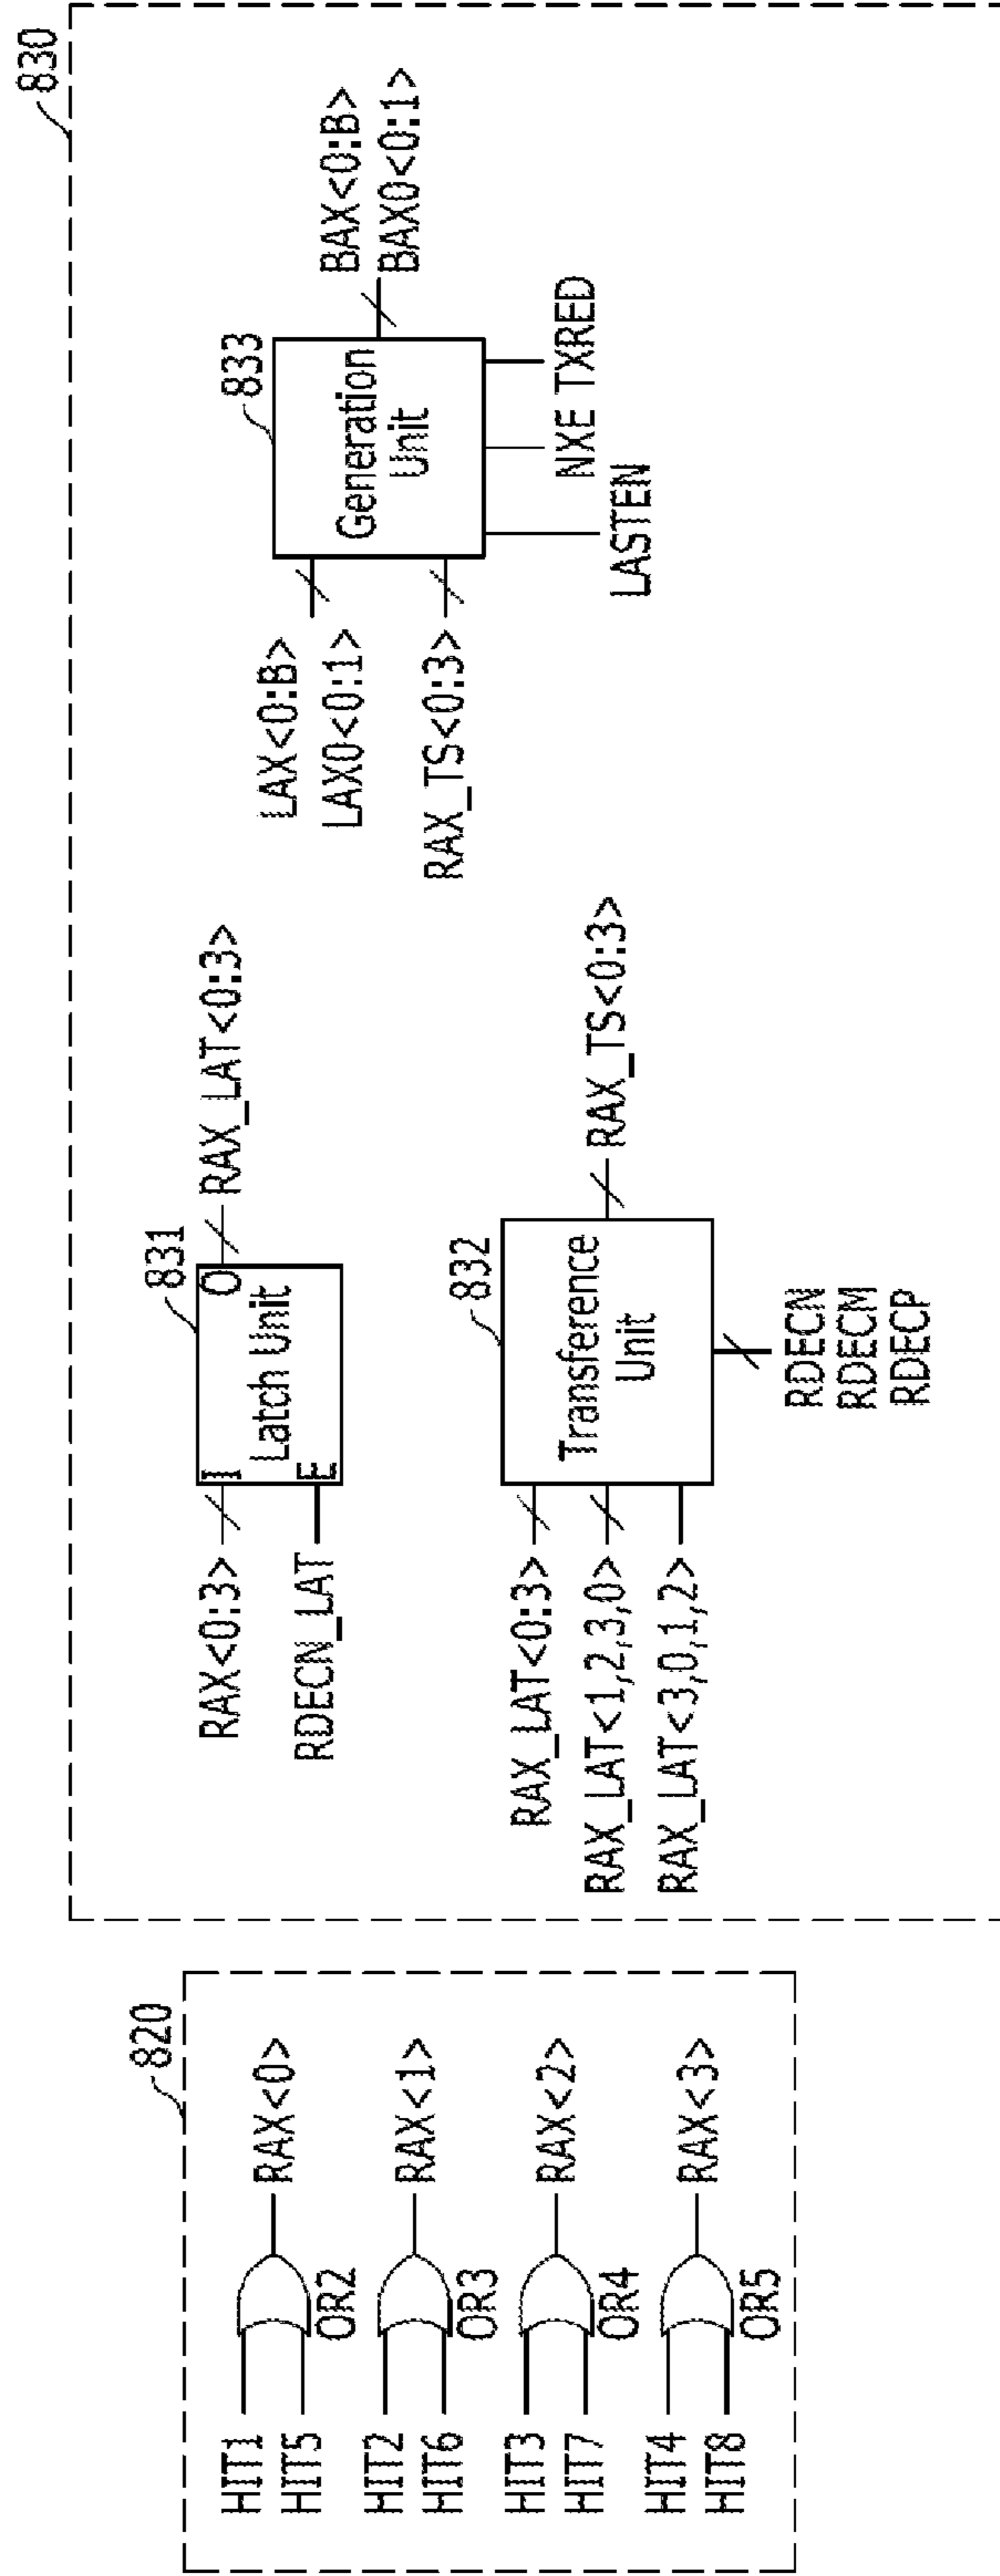 820
HIT1
HIT5
OR2
RAX<0>
HIT2
HIT6
OR3
RAX<1>
HIT3
HIT7
OR4
RAX<2>
HIT4
HIT8
OR5
RAX<3>
830
831
RAX<0:3>
I
O
Latch Unit
E
RDECN_LAT
RAX_LAT<0:3>
832
RAX_LAT<0:3>
RAX_LAT<1,2,3,0>
RAX_LAT<3,0,1,2>
Transference
Unit
RAX_TS<0:3>
RDECN
RDECM
RDECP
833
LAX<0:B>
LAXO<0:1>
RAX_TS<0:3>
Generation
Unit
BAX<0:B>
BAXO<0:1>
NXE TXRED
LASTEN